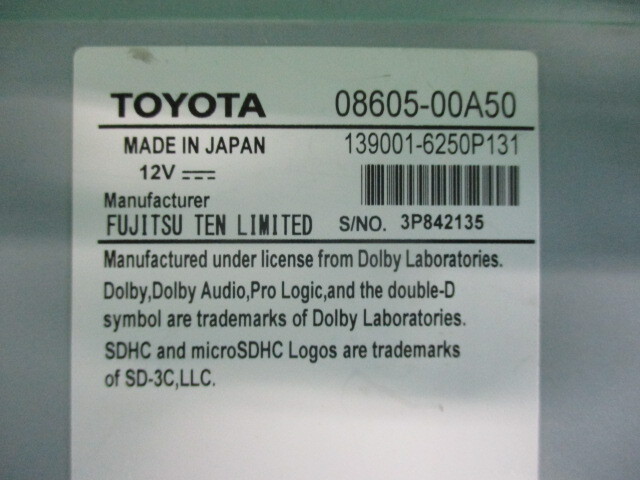 TOYOTA 08605-00A50
MADE IN JAPAN 139001-6250P131
12V
Manufacturer
FUJITSU TEN LIMITED S/NO. 3P842135
Manufactured under license from Dolby Laboratories.
Dolby,Dolby Audio,Pro Logic,and the double-D
symbol are trademarks of Dolby Laboratories.
SDHC and microSDHC Logos are trademarks
of SD-3C,LLC.